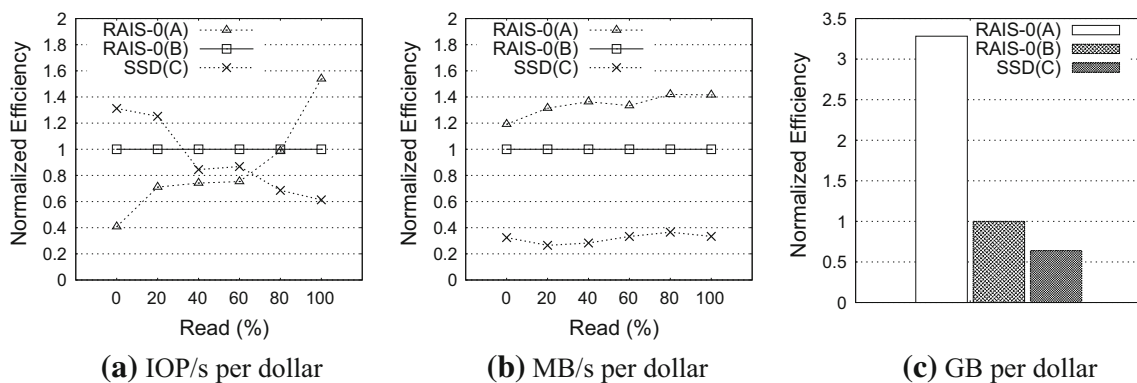 2
1.8
1.6
1.4
1.2
1
0.8
0.6
0.4
0.2
0
Normalized Efficiency
RAIS-0(A)
RAIS-0(B)
SSD(C)
0 20 40 60 80 100
Read (%)
(a) IOP/s per dollar
2
1.8
1.6
1.4
1.2
1
0.8
0.6
0.4
0.2
0
Normalized Efficiency
RAIS-0(A)
RAIS-0(B)
SSD(C)
0 20 40 60 80 100
Read (%)
(b) MB/s per dollar
3.5
3
2.5
2
1.5
1
0.5
0
Normalized Efficiency
RAIS-0(A)
RAIS-0(B)
SSD(C)
(c) GB per dollar